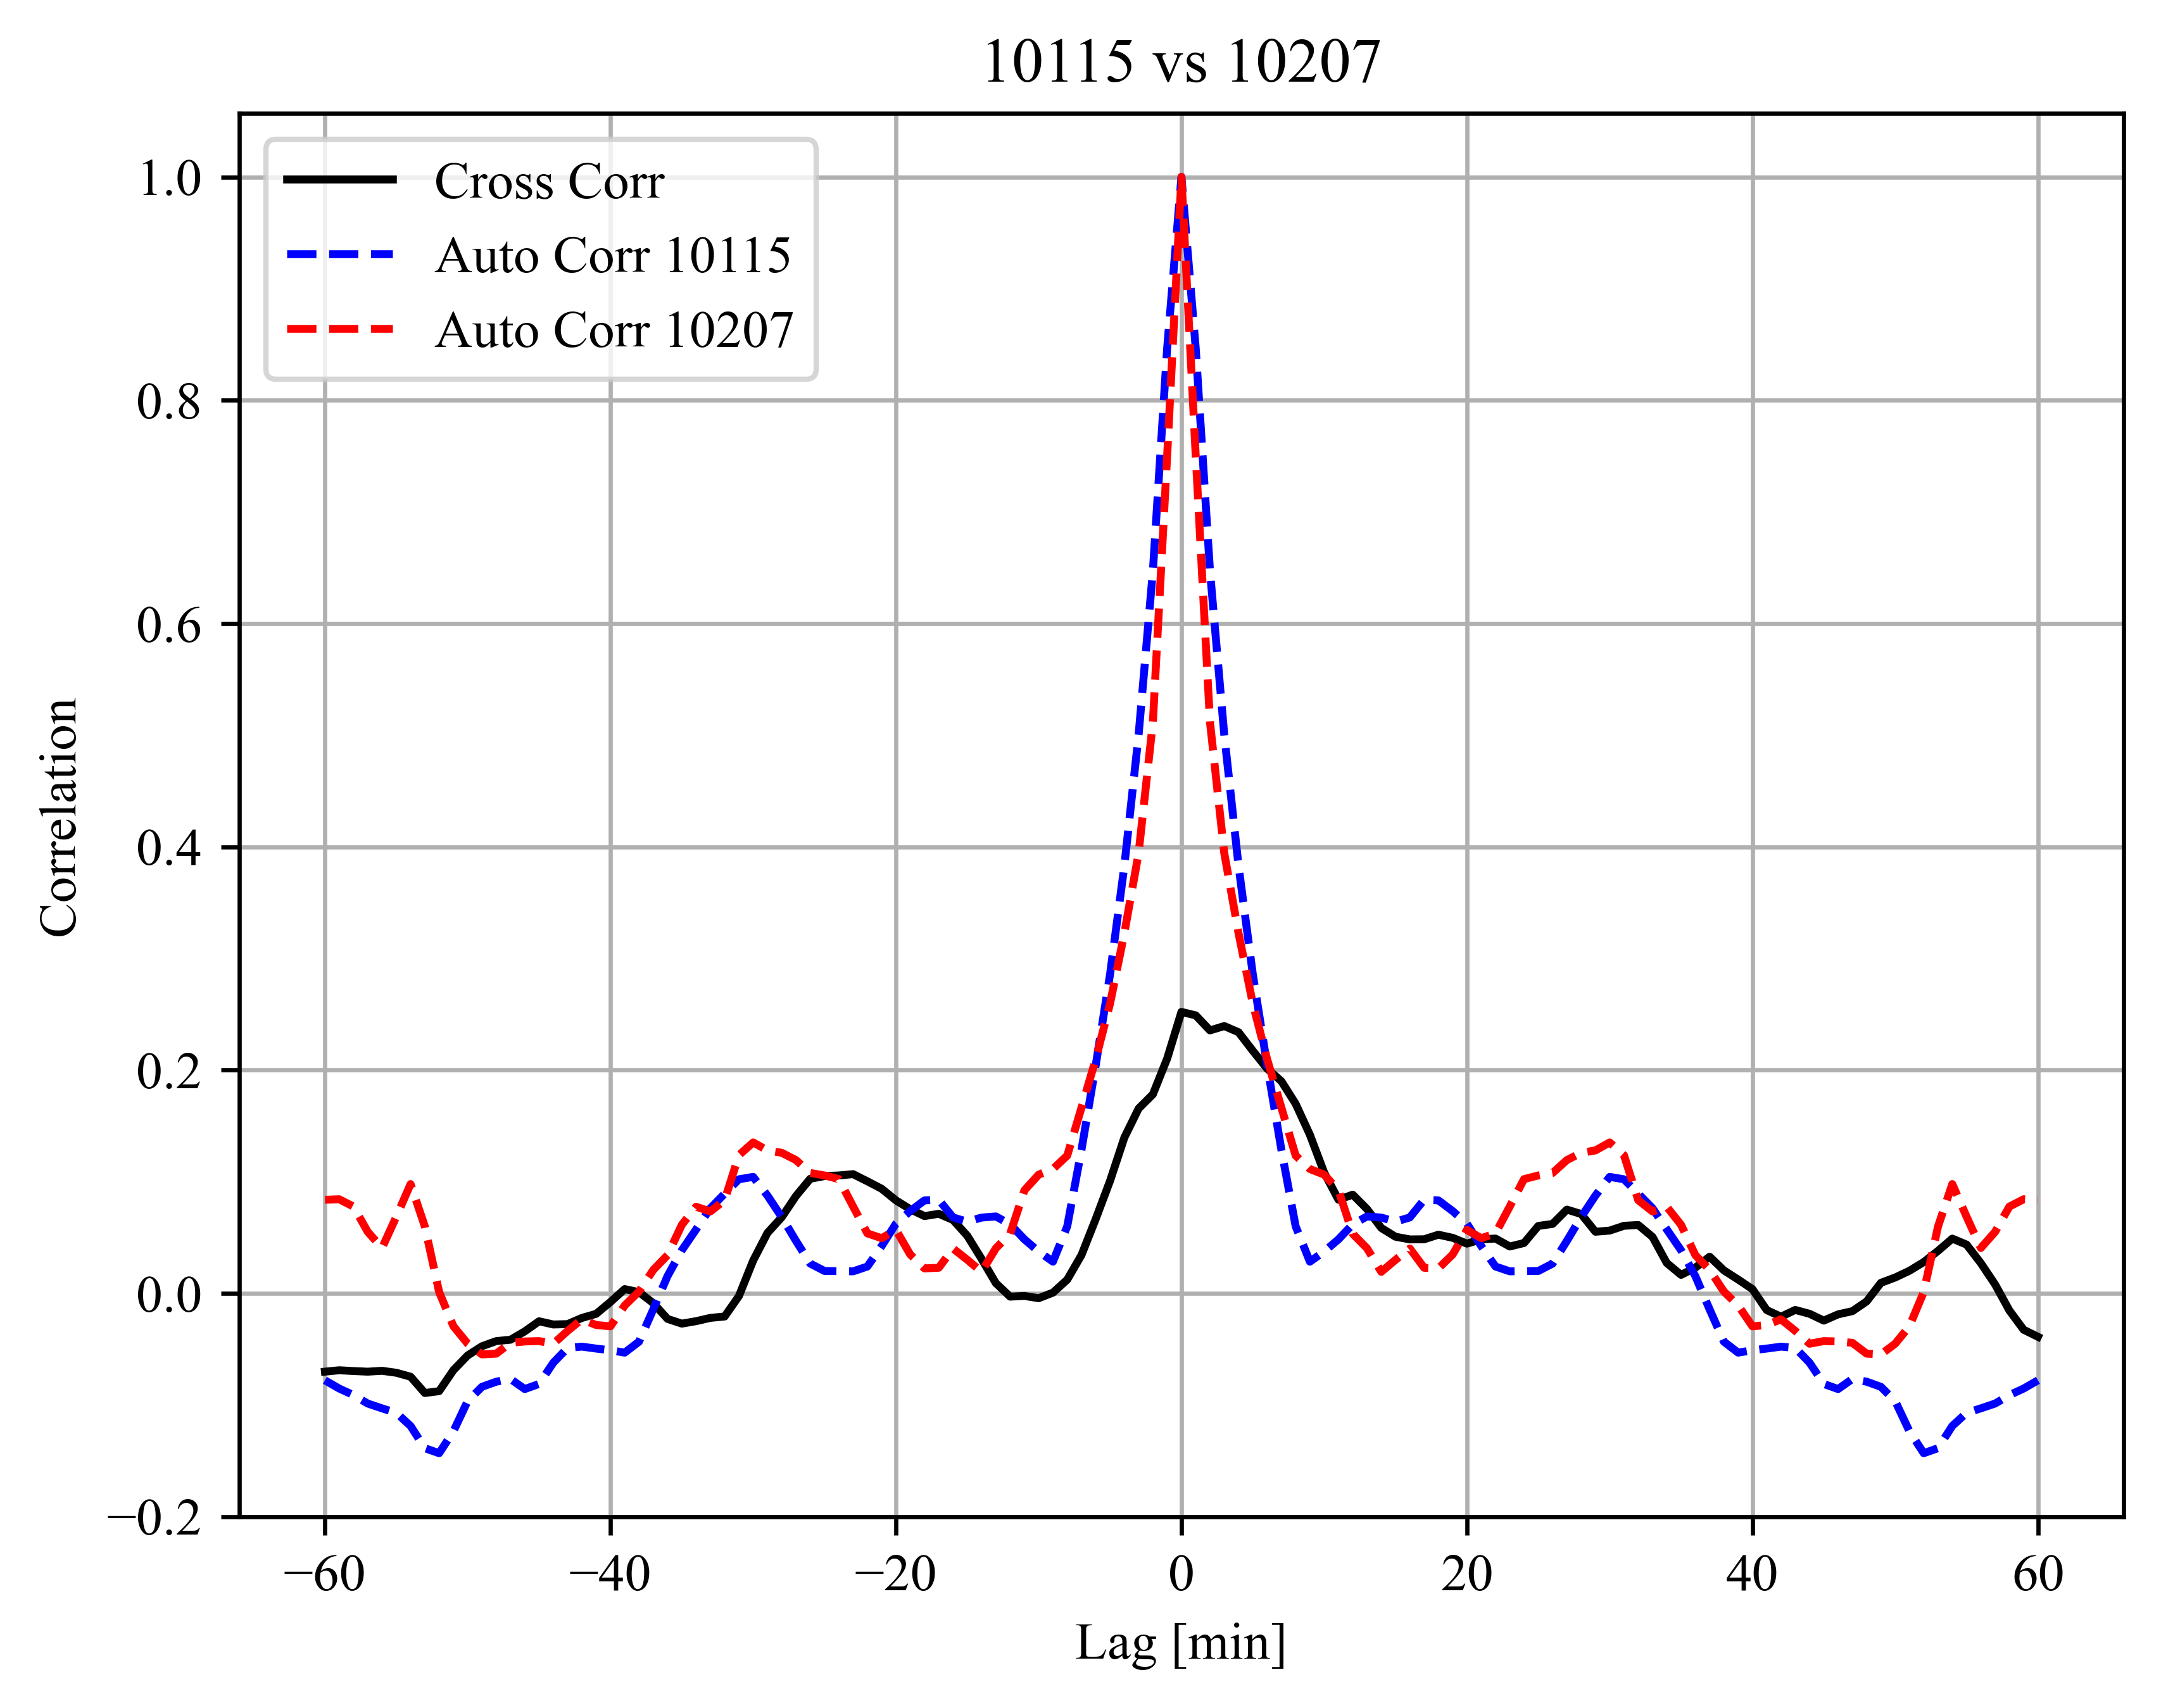 10115 vs 10207
Cross Corr
Auto Corr 10115
Auto Corr 10207
1.0
0.8
0.6
0.4
0.2
0.0
−0.2
Correlation
−60 −40 −20 0 20 40 60
Lag [min]